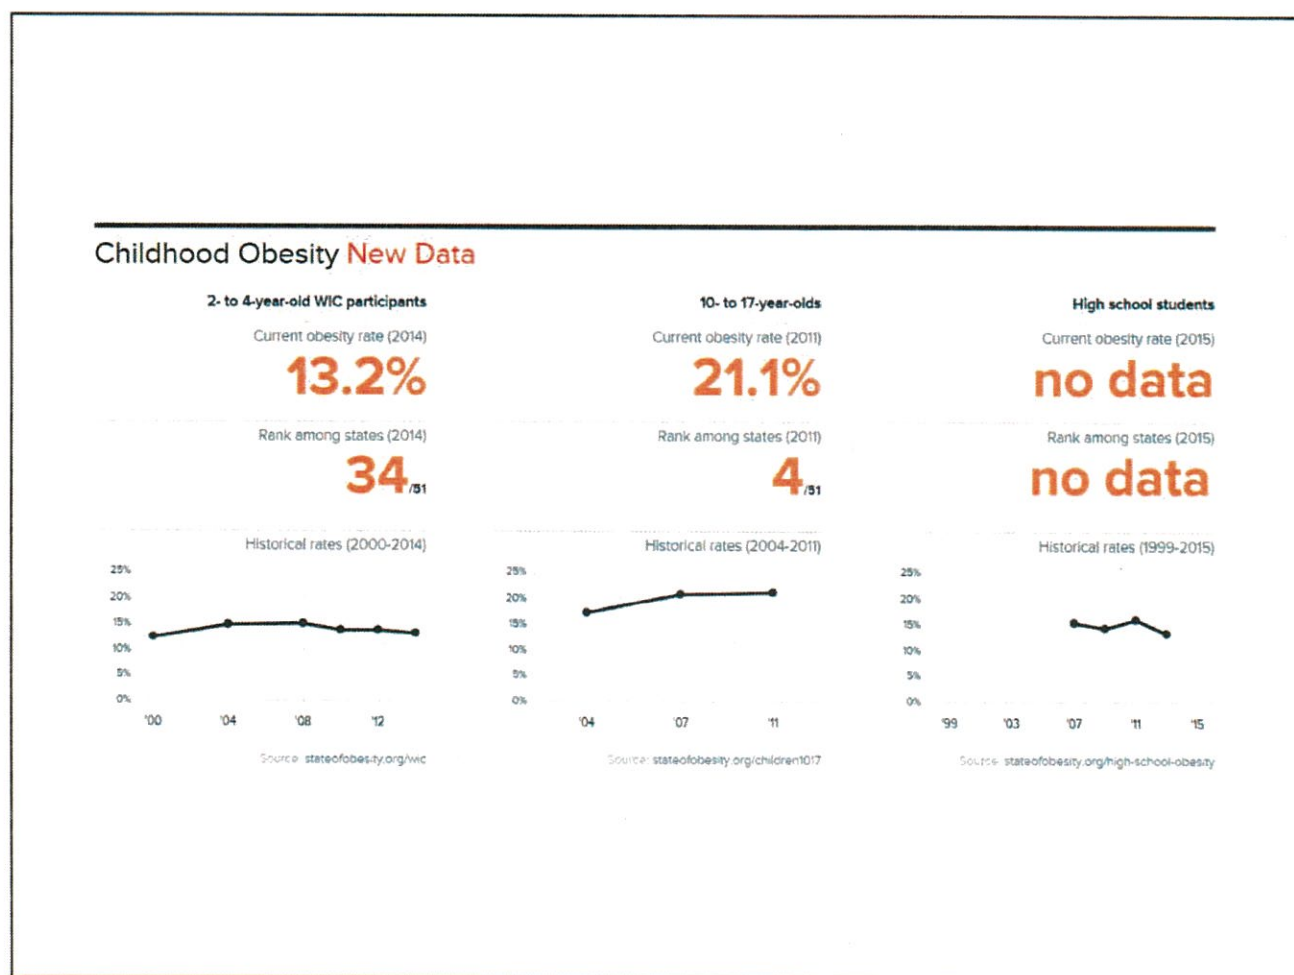 Childhood Obesity New Data
2- to 4-year-old WIC participants
Current obesity rate (2014)
13.2%
Rank among states (2014)
34/51
Historical rates (2000-2014)
25%
20%
15%
10%
5%
0%
'00 '04 '08 '12
Source: stateofobesity.org/wic
10- to 17-year-olds
Current obesity rate (2011)
21.1%
Rank among states (2011)
4/51
Historical rates (2004-2011)
25%
20%
15%
10%
5%
0%
'04 '07 '11
Source: stateofobesity.org/children1017
High school students
Current obesity rate (2015)
no data
Rank among states (2015)
no data
Historical rates (1999-2015)
25%
20%
15%
10%
5%
0%
'99 '03 '07 '11 '15
Source: stateofobesity.org/high-school-obesity